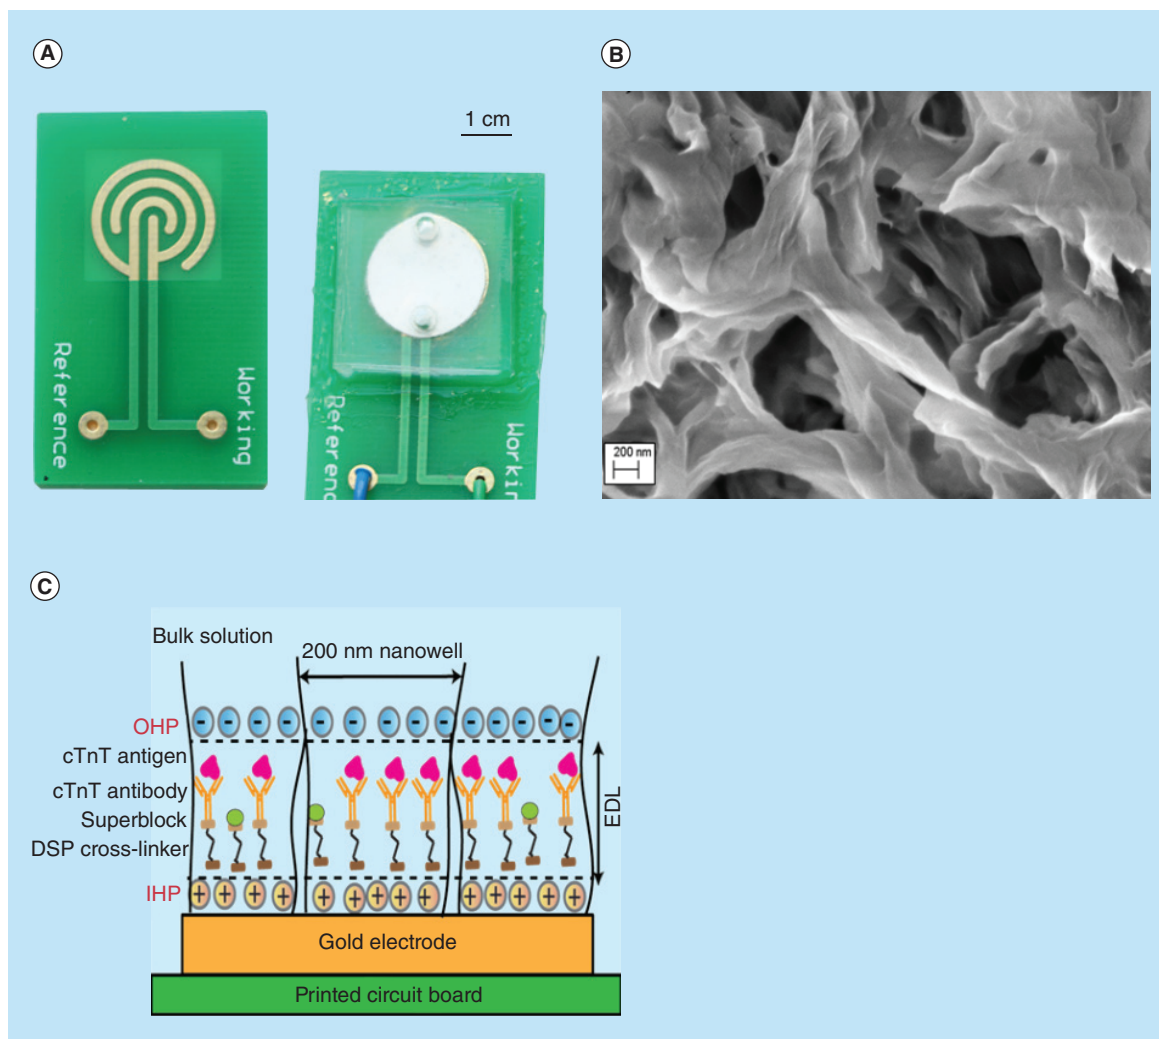 A
B
1 cm
Reference
Working
Referenc
Workir
200 nm
C
Bulk solution
200 nm nanowell
OHP
cTnT antigen
cTnT antibody
Superblock
DSP cross-linker
EDL
IHP
Gold electrode
Printed circuit board